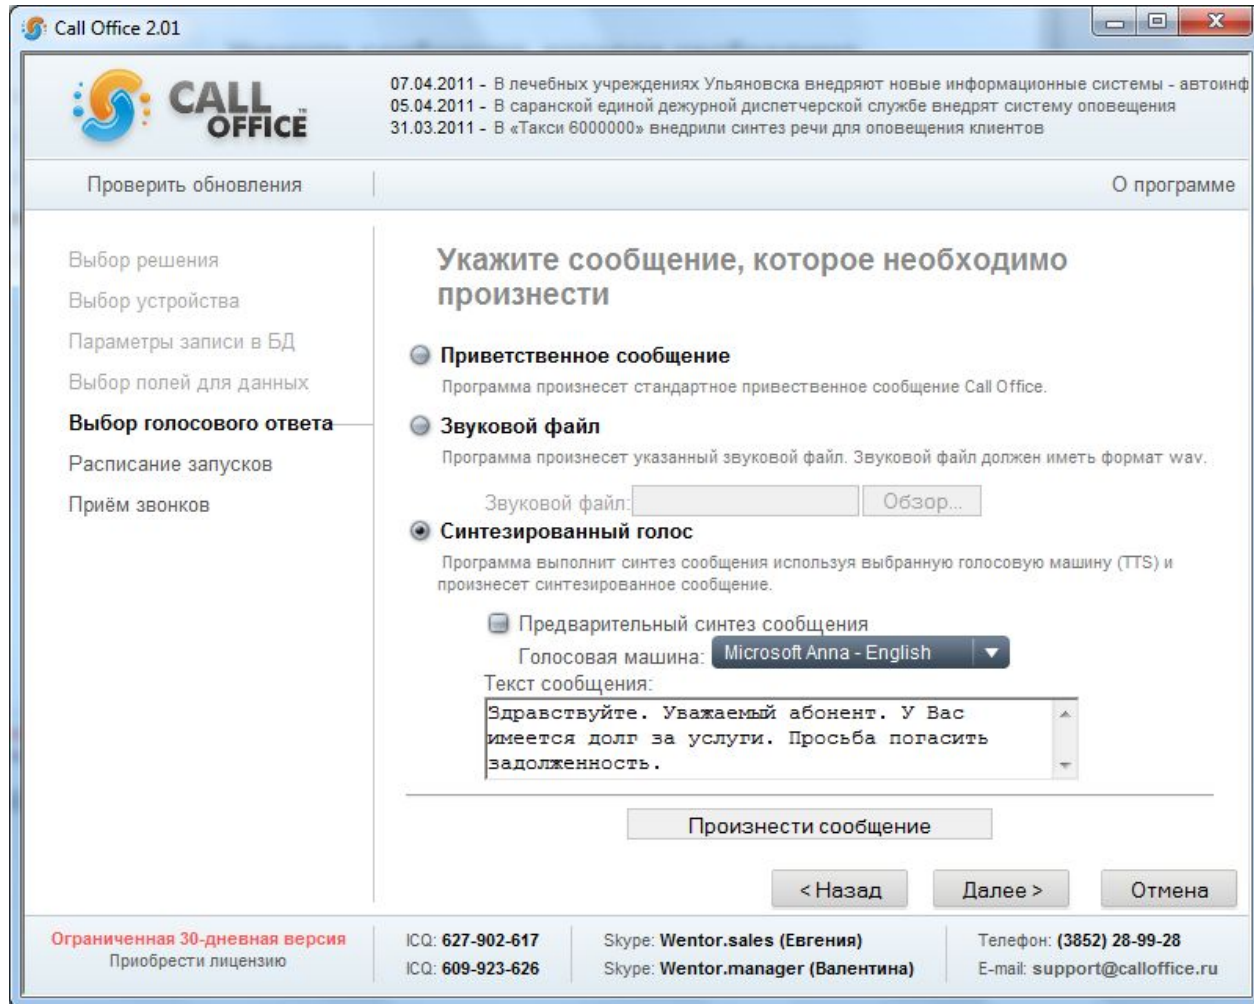 Call Office 2.01
CALL OFFICE™
07.04.2011 - В лечебных учреждениях Ульяновска внедряют новые информационные системы - автоинф
05.04.2011 - В саранской единой дежурной диспетчерской службе внедрят систему оповещения
31.03.2011 - В «Такси 6000000» внедрили синтез речи для оповещения клиентов
Проверить обновления
О программе
Выбор решения
Выбор устройства
Параметры записи в БД
Выбор полей для данных
Выбор голосового ответа
Расписание запусков
Приём звонков
Укажите сообщение, которое необходимо
произнести
Приветственное сообщение
Программа произнесет стандартное привественное сообщение Call Office.
Звуковой файл
Программа произнесет указанный звуковой файл. Звуковой файл должен иметь формат wav.
Звуковой файл:
Обзор...
Синтезированный голос
Программа выполнит синтез сообщения используя выбранную голосовую машину (TTS) и
произнесет синтезированное сообщение.
Предварительный синтез сообщения
Голосовая машина: Microsoft Anna - English
Текст сообщения:
Здравствуйте. Уважаемый абонент. У Вас
имеется долг за услуги. Просьба погасить
задолженность.
Произнести сообщение
< Назад
Далее >
Отмена
Ограниченная 30-дневная версия
Приобрести лицензию
ICQ: 627-902-617
ICQ: 609-923-626
Skype: Wentor.sales (Евгения)
Skype: Wentor.manager (Валентина)
Телефон: (3852) 28-99-28
E-mail: support@calloffice.ru